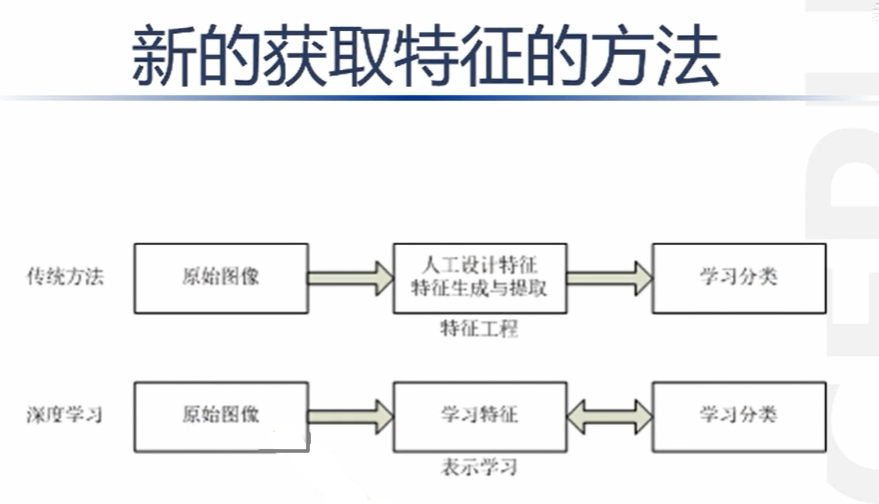 新的获取特征的方法
传统方法
原始图像
人工设计特征
特征生成与提取
学习分类
特征工程
深度学习
原始图像
学习特征
学习分类
表示学习